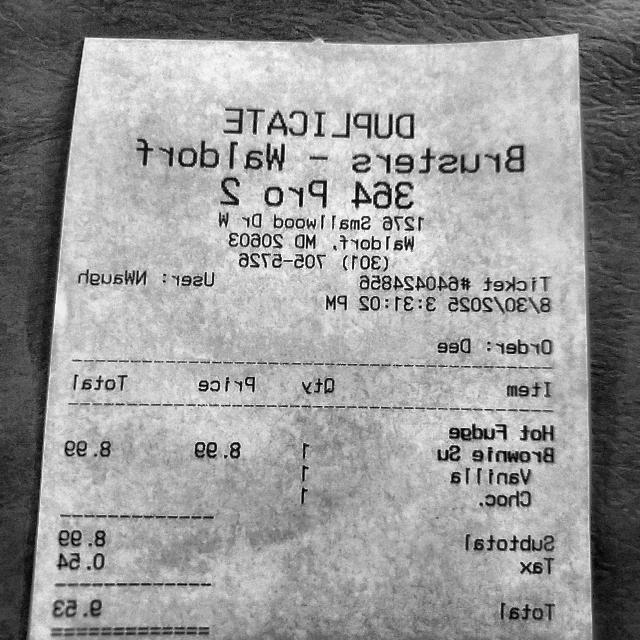 DUPLICATE
Brusters - Waldorf
364 Pro 2
1276 Smallwood Dr W
Waldorf, MD 20603
(301) 705-5726
Ticket #640424856 User: NWaugh
8/30/2025 3:31:02 PM
Order: Dee
Item Qty Price Total
Hot Fudge
Brownie Su 1 8.99 8.99
Vanilla 1
Choc. 1
Subtotal 8.99
Tax 0.54
Total 9.53